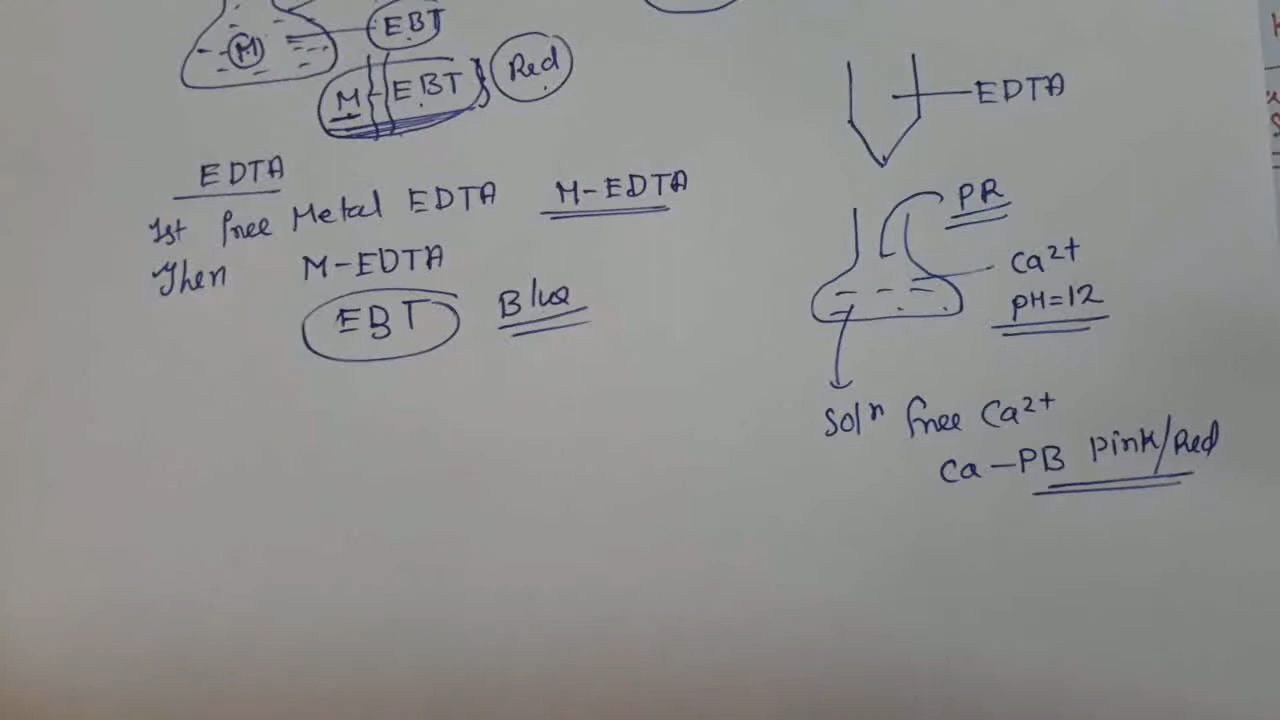 M
EBT
M - EBT Red
EDTA
1st free Metal EDTA M-EDTA
Then M-EDTA
EBT Blue
EDTA
PR
Ca2+
pH=12
Soln free Ca2+
Ca-PB Pink/Red